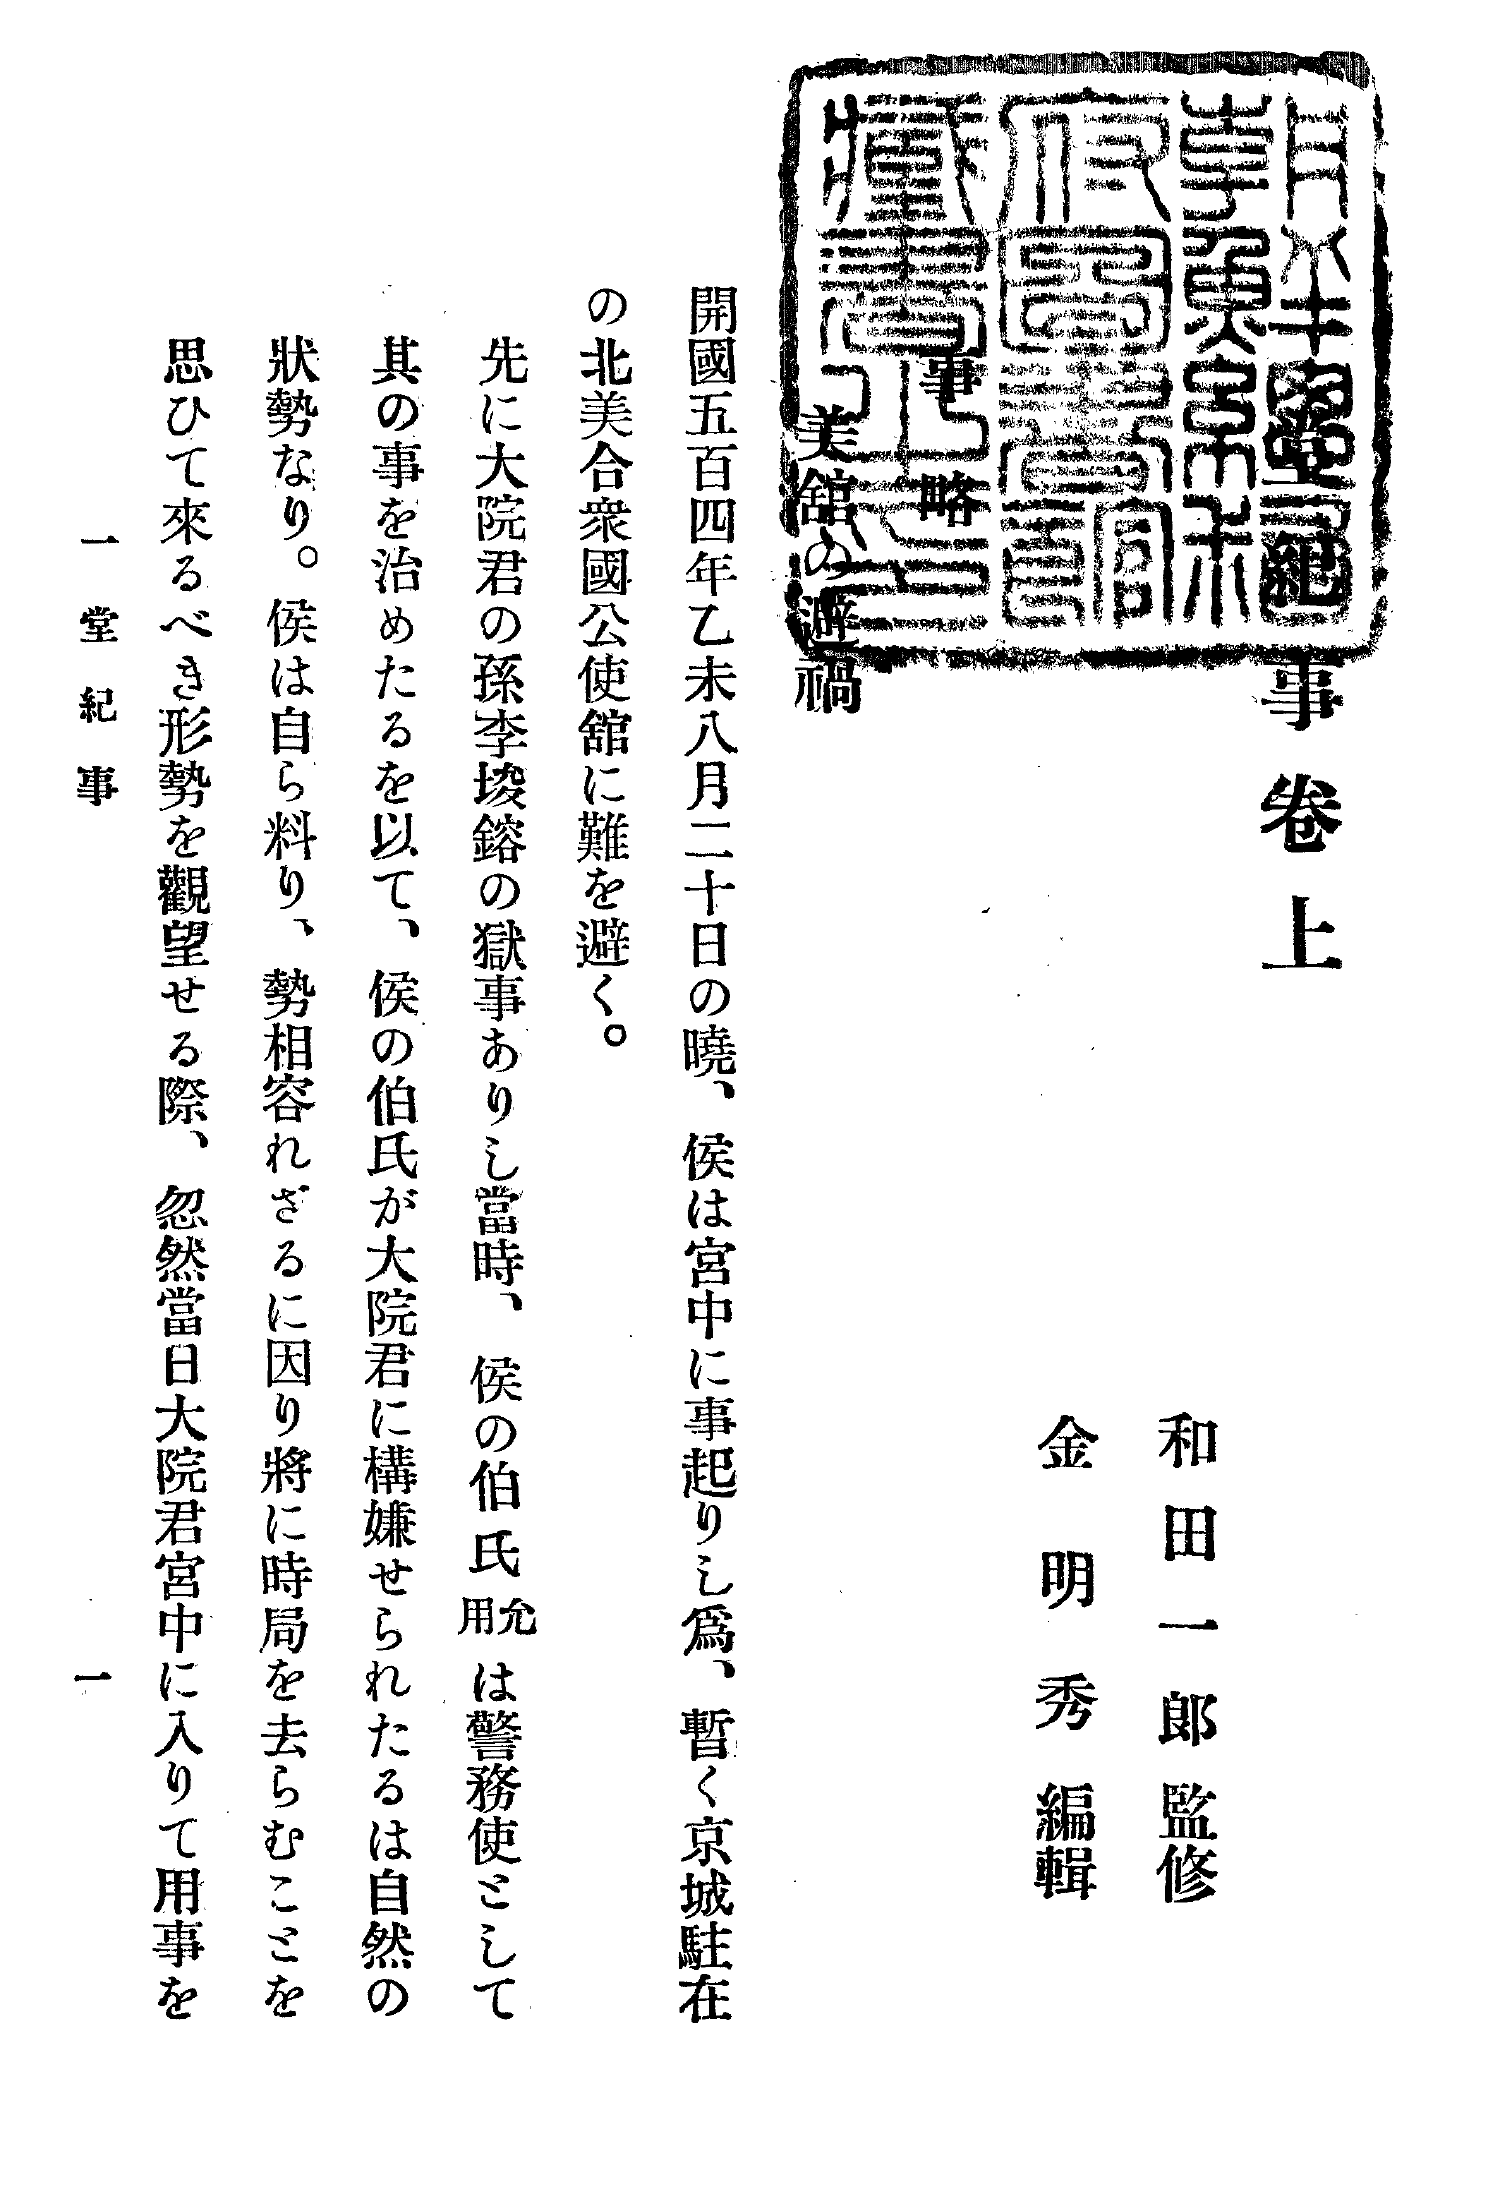 一堂紀事卷上
和田一郎監修
金明秀編輯
事略
美舘の避禍
開國五百四年乙未八月二十日の曉、侯は宮中に事起りし爲、暫く京城駐在
の北美合衆國公使舘に難を避く。
先に大院君の孫李埈鎔の獄事ありし當時、侯の伯氏允用は警務使として
其の事を治めたるを以て、侯の伯氏が大院君に構嫌せられたるは自然の
狀勢なり。侯は自ら料り、勢相容れざるに因り將に時局を去らむことを
思ひて來るべき形勢を觀望せる際、忽然當日大院君宮中に入りて用事を
一堂紀事
一